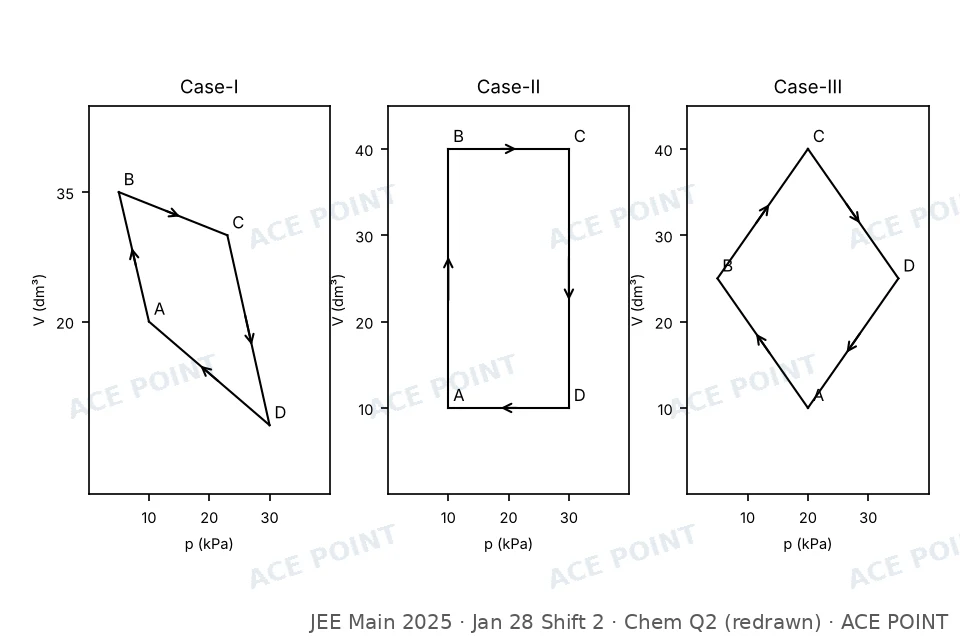 Case-I
Case-II
Case-III
B
C
A
D
35
20
V (dm³)
10 20 30
p (kPa)
B
C
A
D
40
30
20
10
V (dm³)
10 20 30
p (kPa)
C
B
D
A
40
30
20
10
V (dm³)
10 20 30
p (kPa)
ACE POINT
ACE POINT
ACE POINT
ACE POINT
ACE POINT
ACE POINT
ACE POINT
ACE POINT
ACE POINT
JEE Main 2025 · Jan 28 Shift 2 · Chem Q2 (redrawn) · ACE POINT